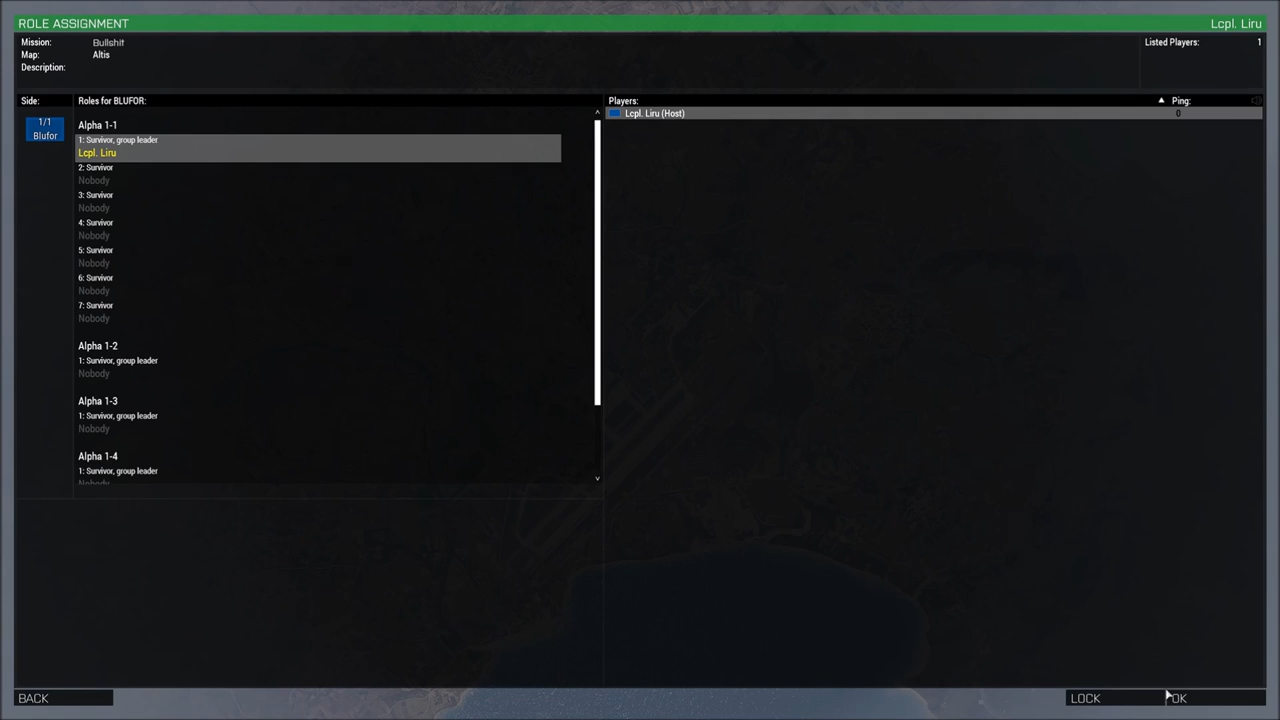 ROLE ASSIGNMENT Lcpl. Liru
Mission: Bullshit Listed Players: 1
Map: Altis
Description:
Side: Roles for BLUFOR: Players: Ping:
1/1
Blufor
Alpha 1-1
1: Survivor, group leader
Lcpl. Liru
2: Survivor
Nobody
3: Survivor
Nobody
4: Survivor
Nobody
5: Survivor
Nobody
6: Survivor
Nobody
7: Survivor
Nobody
Alpha 1-2
1: Survivor, group leader
Nobody
Alpha 1-3
1: Survivor, group leader
Nobody
Alpha 1-4
1: Survivor, group leader
Nobody
Lcpl. Liru (Host) 0
BACK LOCK OK